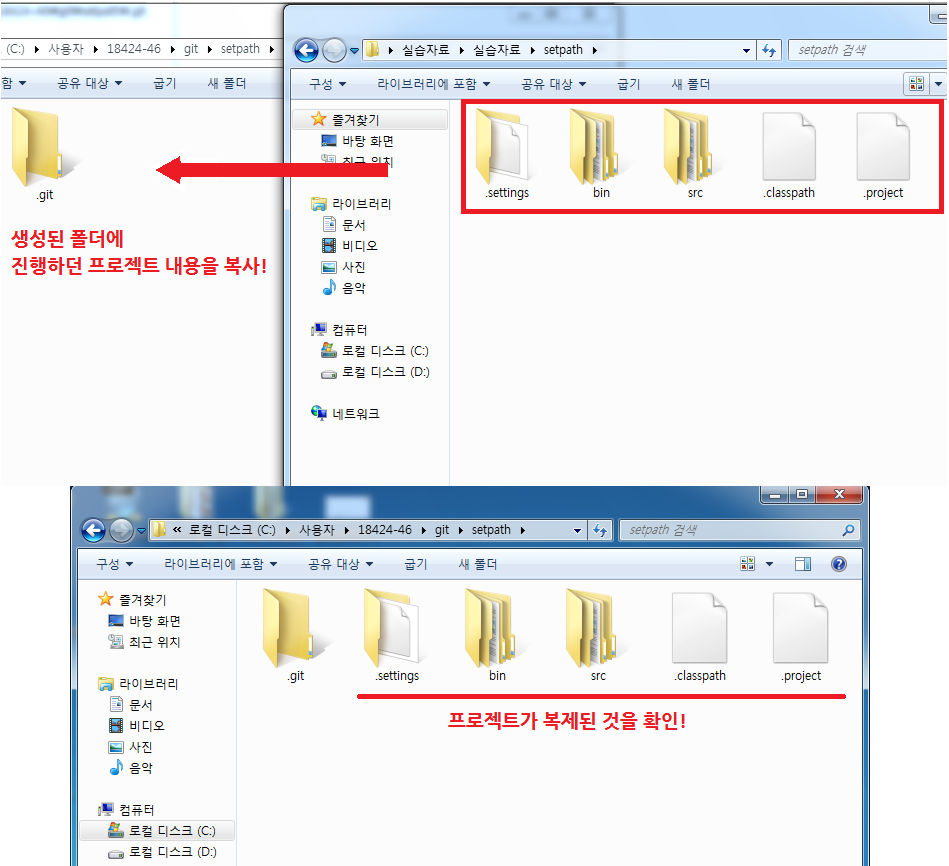 (C:) ▸ 사용자 ▸ 18424-46 ▸ git ▸ setpath ▸
함 ▾ 공유 대상 ▾ 굽기 새 폴더
.git
생성된 폴더에
진행하던 프로젝트 내용을 복사!
▸ 실습자료 ▸ 실습자료 ▸ setpath ▸
setpath 검색
구성 ▾ 라이브러리에 포함 ▾ 공유 대상 ▾ 굽기 새 폴더
즐겨찾기
바탕 화면
최근 위치
라이브러리
문서
비디오
사진
음악
컴퓨터
로컬 디스크 (C:)
로컬 디스크 (D:)
네트워크
.settings bin src .classpath .project
« 로컬 디스크 (C:) ▸ 사용자 ▸ 18424-46 ▸ git ▸ setpath ▸
setpath 검색
구성 ▾ 라이브러리에 포함 ▾ 공유 대상 ▾ 굽기 새 폴더
즐겨찾기
바탕 화면
최근 위치
라이브러리
문서
비디오
사진
음악
컴퓨터
로컬 디스크 (C:)
로컬 디스크 (D:)
.git .settings bin src .classpath .project
프로젝트가 복제된 것을 확인!